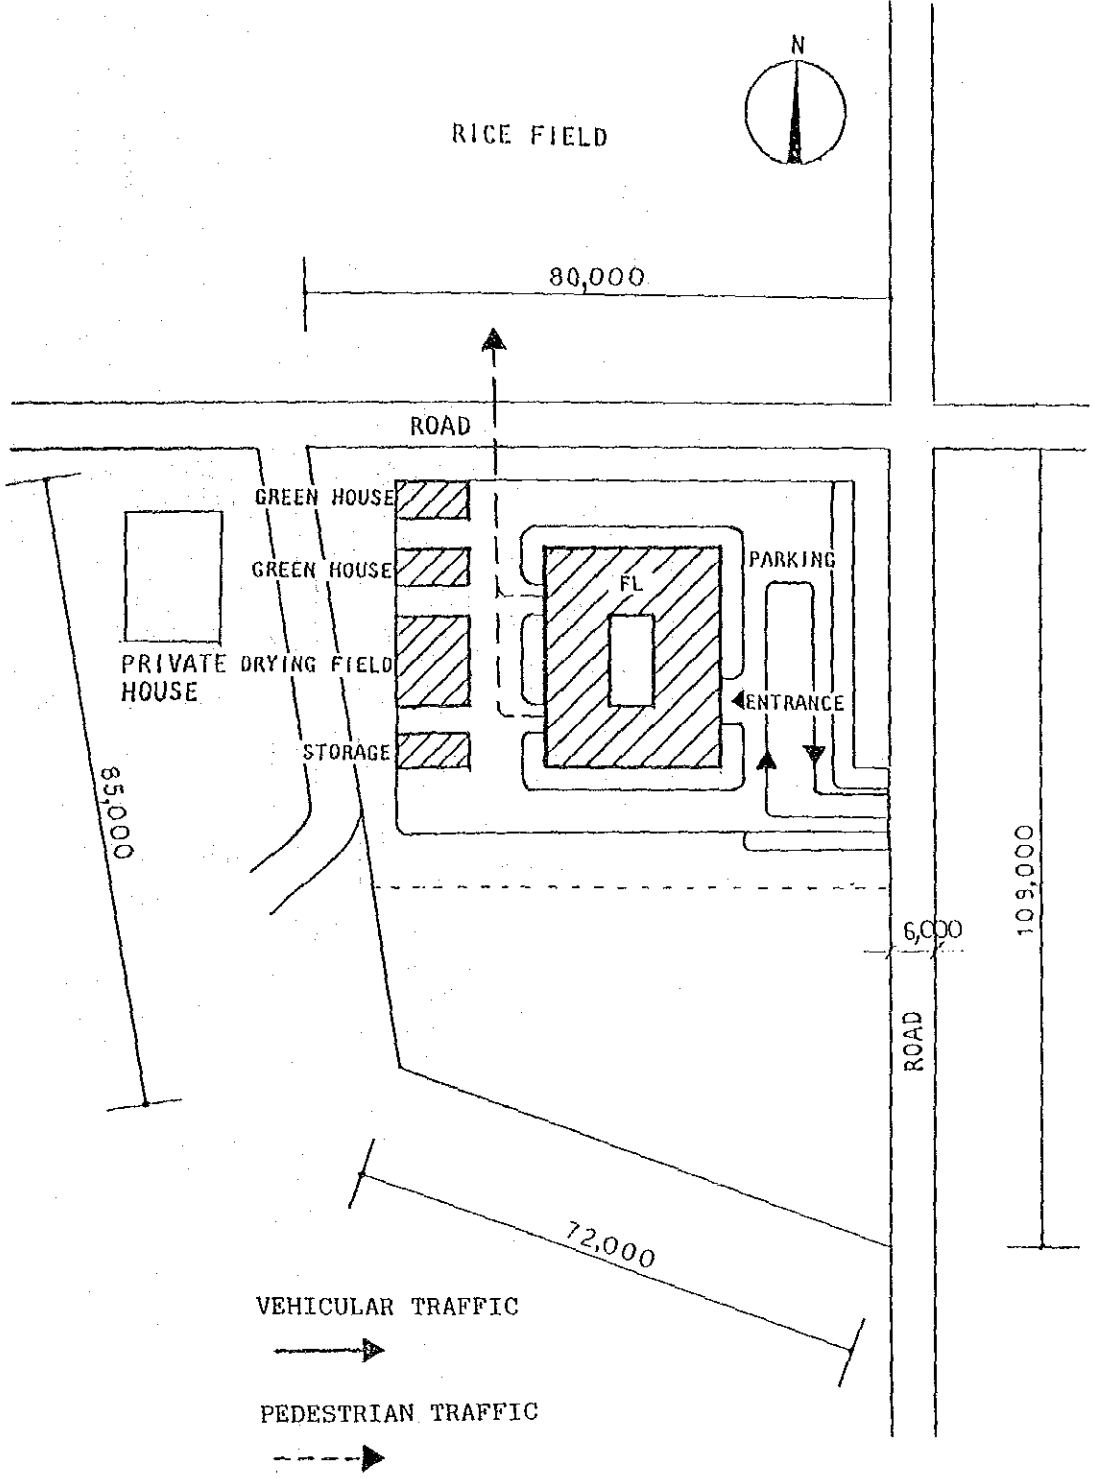 N
RICE FIELD
80,000
ROAD
GREEN HOUSE
GREEN HOUSE
PARKING
FL
PRIVATE
HOUSE
DRYING FIELD
ENTRANCE
STORAGE
85,000
109,000
6,000
ROAD
72,000
VEHICULAR TRAFFIC
PEDESTRIAN TRAFFIC